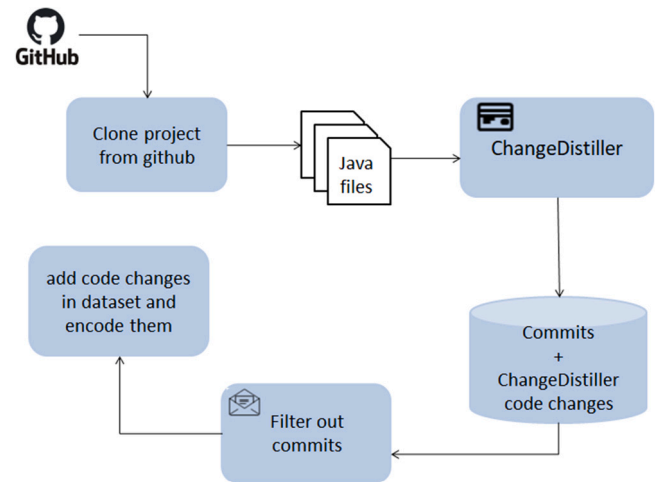 GitHub
Clone project
from github
Java
files
ChangeDistiller
Commits
+
ChangeDistiller
code changes
Filter out
commits
add code changes
in dataset and
encode them